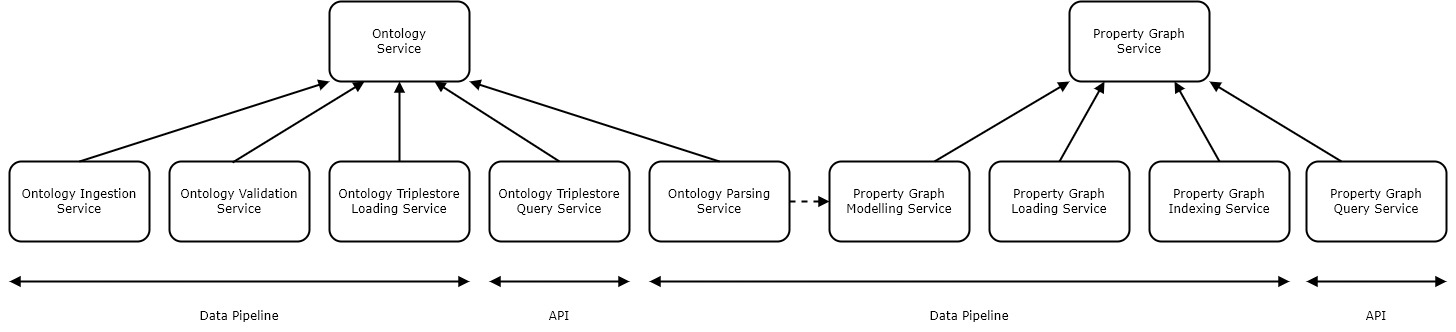 Ontology
Service
Property Graph
Service
Ontology Ingestion
Service
Ontology Validation
Service
Ontology Triplestore
Loading Service
Ontology Triplestore
Query Service
Ontology Parsing
Service
Property Graph
Modelling Service
Property Graph
Loading Service
Property Graph
Indexing Service
Property Graph
Query Service
Data Pipeline
API
Data Pipeline
API